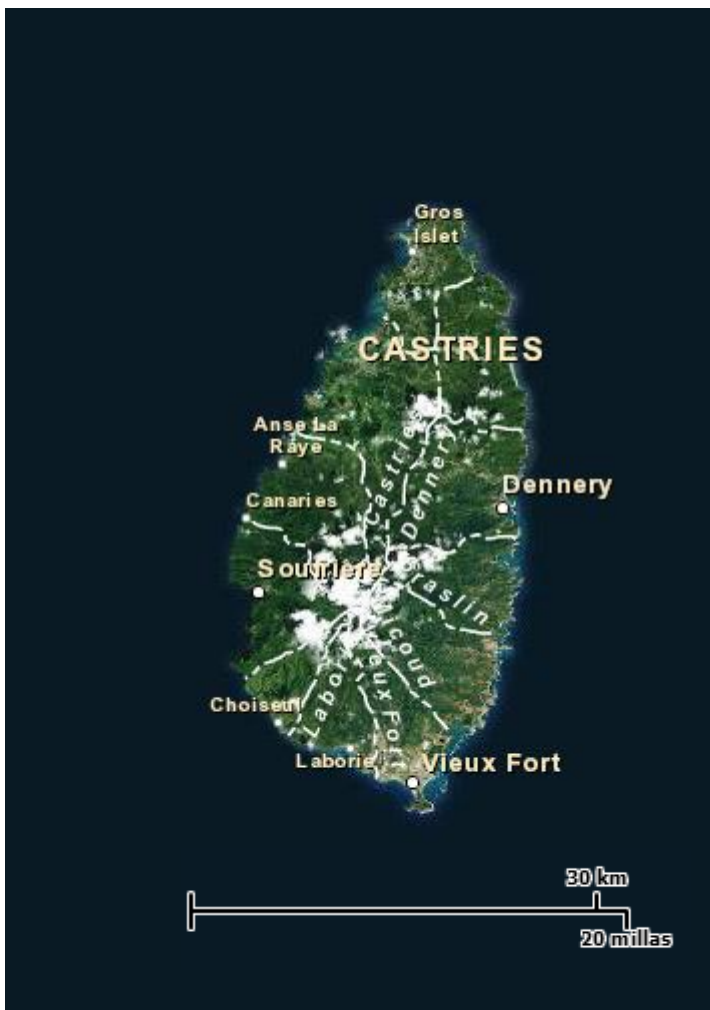 Gros
Islet
CASTRIES
Anse La
Raye
Castries
Dennery
Dennery
Canaries
Soufrière
Praslin
Micoud
Choiseul
Laborie
Vieux Fort
Laborie
Vieux Fort
30 km
20 millas